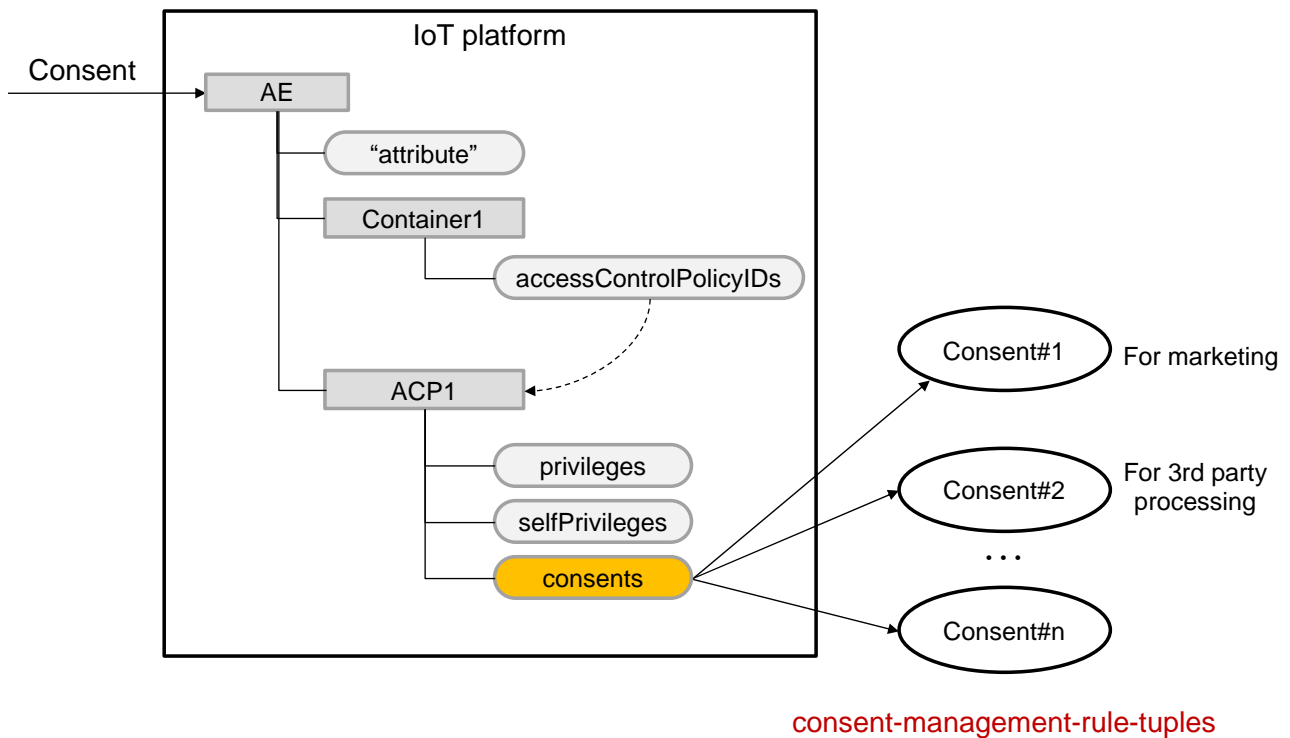 IoT platform
Consent
AE
“attribute”
Container1
accessControlPolicyIDs
Consent#1
For marketing
ACP1
privileges
For 3rd party
processing
Consent#2
selfPrivileges
. . .
consents
Consent#n
consent-management-rule-tuples